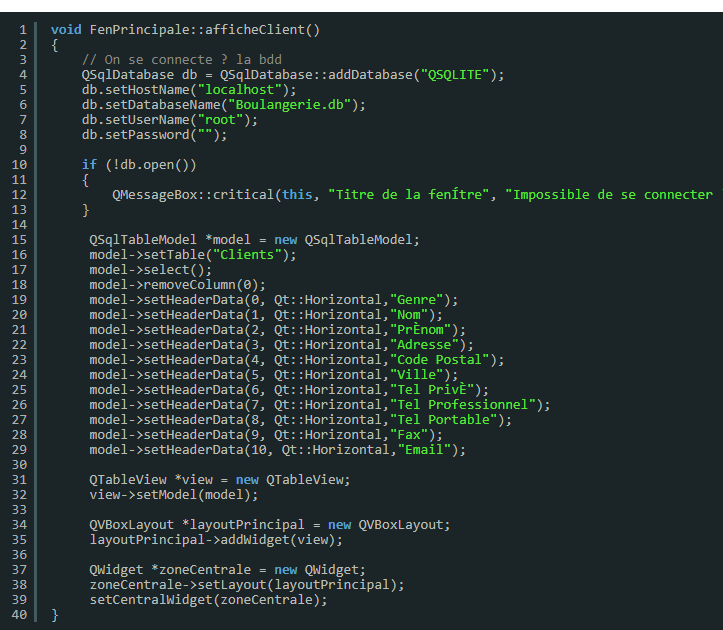 1 void FenPrincipale::afficheClient()
2 {
3 // On se connecte ? la bdd
4 QSqlDatabase db = QSqlDatabase::addDatabase("QSQLITE");
5 db.setHostName("localhost");
6 db.setDatabaseName("Boulangerie.db");
7 db.setUserName("root");
8 db.setPassword("");
9
10 if (!db.open())
11 {
12 QMessageBox::critical(this, "Titre de la fenÍtre", "Impossible de se connecter
13 }
14
15 QSqlTableModel *model = new QSqlTableModel;
16 model->setTable("Clients");
17 model->select();
18 model->removeColumn(0);
19 model->setHeaderData(0, Qt::Horizontal,"Genre");
20 model->setHeaderData(1, Qt::Horizontal,"Nom");
21 model->setHeaderData(2, Qt::Horizontal,"PrÈnom");
22 model->setHeaderData(3, Qt::Horizontal,"Adresse");
23 model->setHeaderData(4, Qt::Horizontal,"Code Postal");
24 model->setHeaderData(5, Qt::Horizontal,"Ville");
25 model->setHeaderData(6, Qt::Horizontal,"Tel PrivÈ");
26 model->setHeaderData(7, Qt::Horizontal,"Tel Professionnel");
27 model->setHeaderData(8, Qt::Horizontal,"Tel Portable");
28 model->setHeaderData(9, Qt::Horizontal,"Fax");
29 model->setHeaderData(10, Qt::Horizontal,"Email");
30
31 QTableView *view = new QTableView;
32 view->setModel(model);
33
34 QVBoxLayout *layoutPrincipal = new QVBoxLayout;
35 layoutPrincipal->addWidget(view);
36
37 QWidget *zoneCentrale = new QWidget;
38 zoneCentrale->setLayout(layoutPrincipal);
39 setCentralWidget(zoneCentrale);
40 }